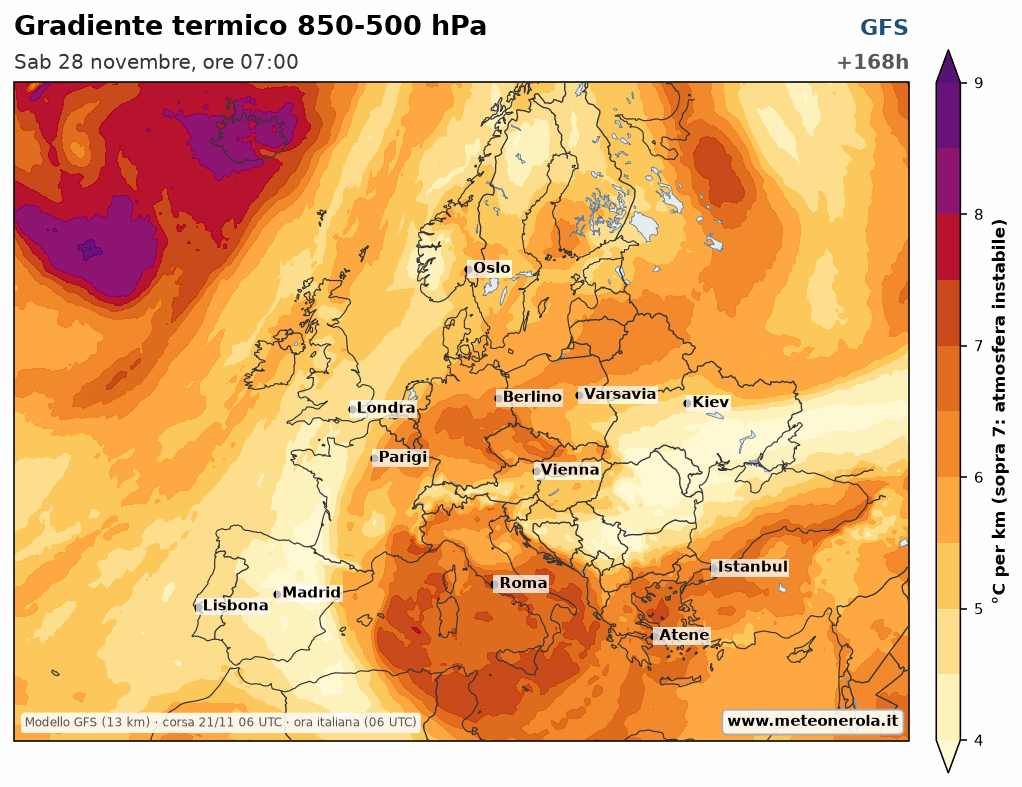 Gradiente termico 850-500 hPa
GFS
Sab 28 novembre, ore 07:00
+168h
9
8
7
6
5
4
°C per km (sopra 7: atmosfera instabile)
Oslo
Londra
Berlino
Varsavia
Kiev
Parigi
Vienna
Madrid
Lisbona
Roma
Istanbul
Atene
Modello GFS (13 km) · corsa 21/11 06 UTC · ora italiana (06 UTC)
www.meteonerola.it